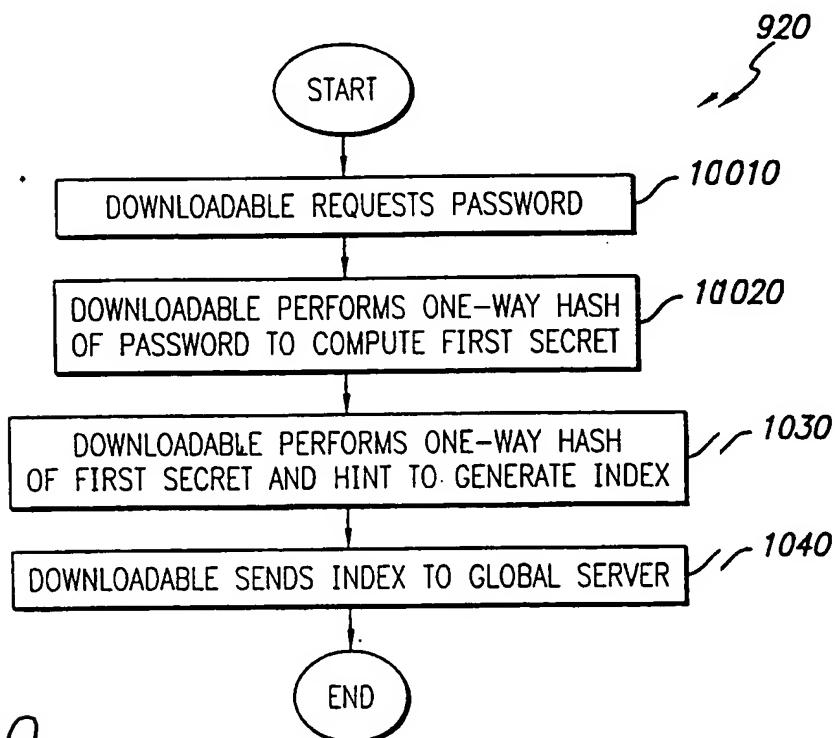 920
START
DOWNLOADABLE REQUESTS PASSWORD
10010
DOWNLOADABLE PERFORMS ONE-WAY HASH
OF PASSWORD TO COMPUTE FIRST SECRET
10020
DOWNLOADABLE PERFORMS ONE-WAY HASH
OF FIRST SECRET AND HINT TO GENERATE INDEX
1030
DOWNLOADABLE SENDS INDEX TO GLOBAL SERVER
1040
END